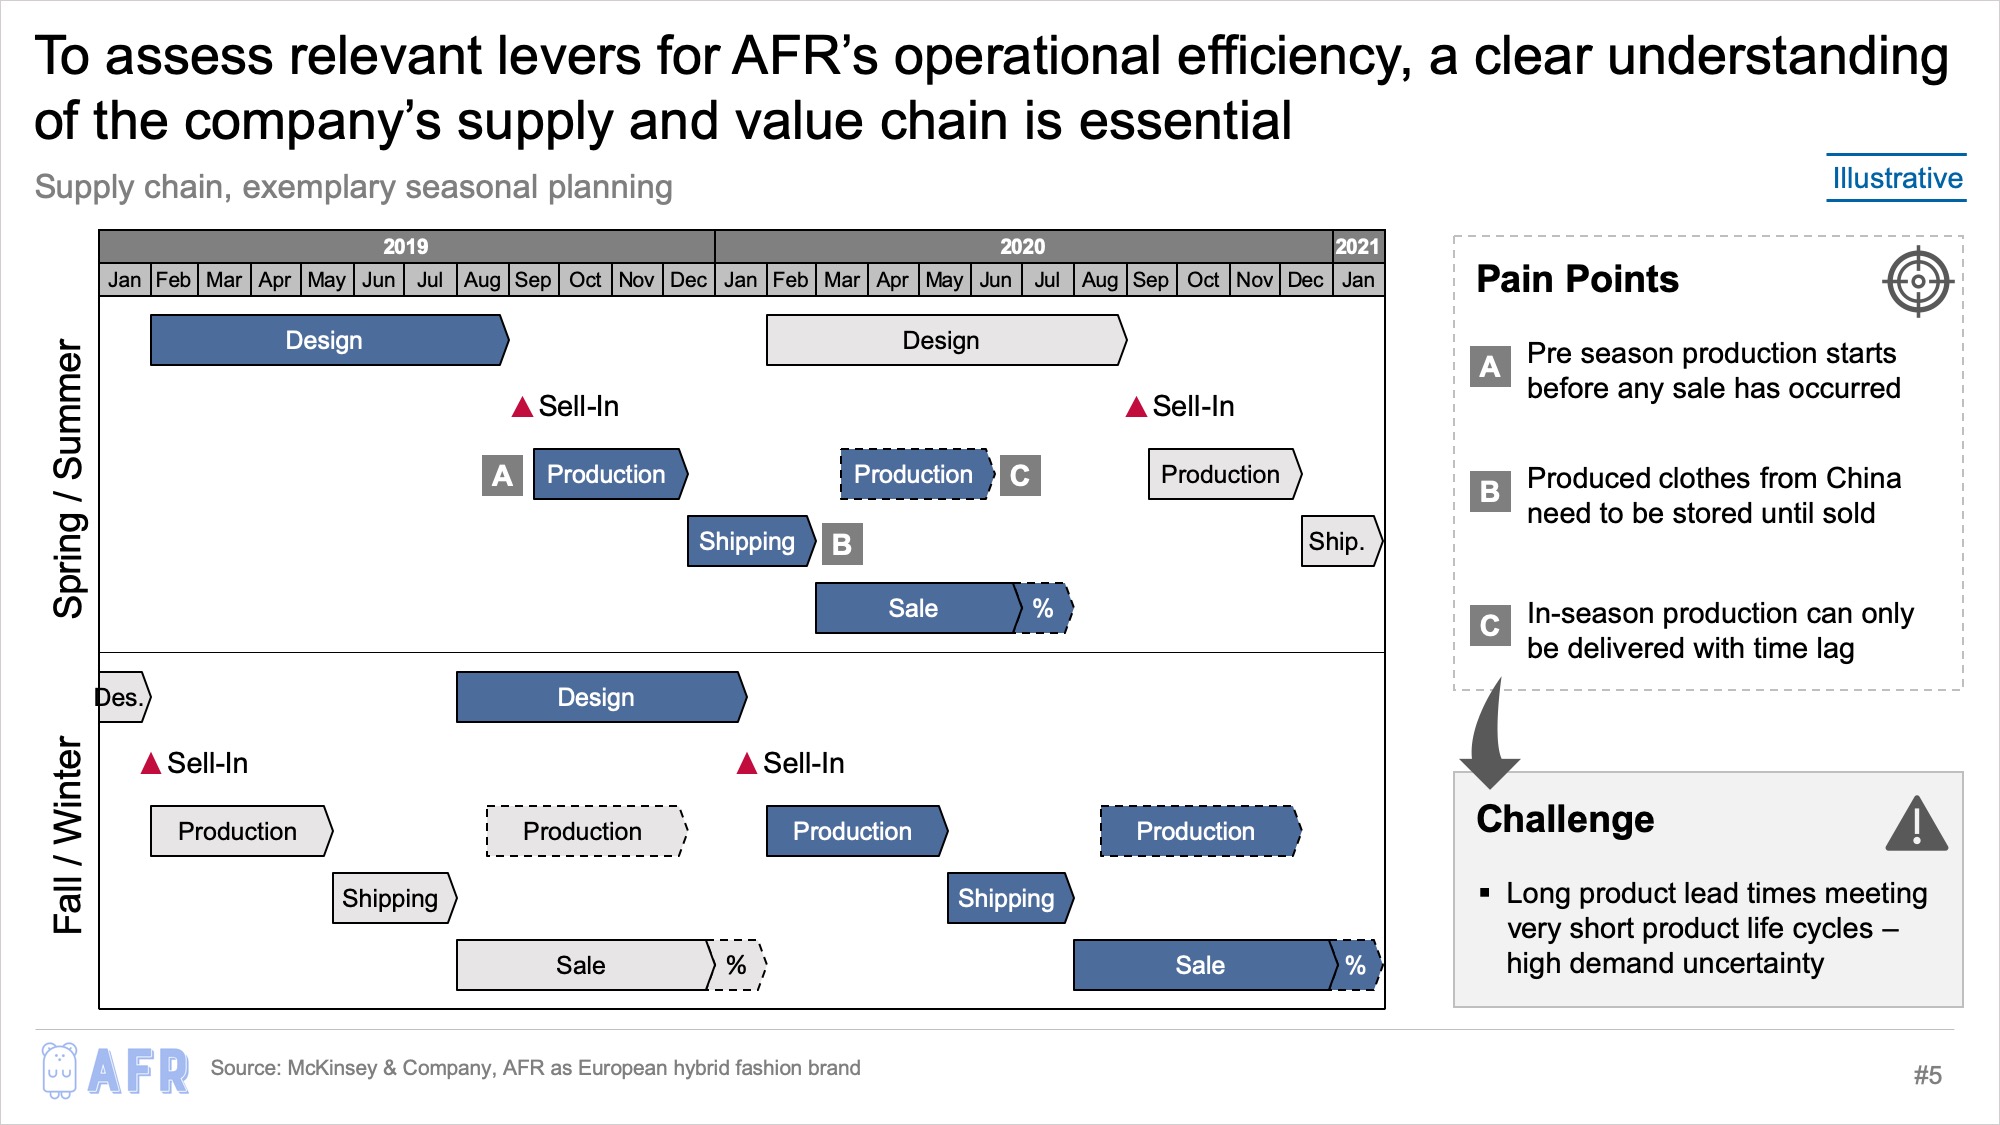 To assess relevant levers for AFR’s operational efficiency, a clear understanding
of the company’s supply and value chain is essential
Supply chain, exemplary seasonal planning
Illustrative
2019 2020 2021
Jan Feb Mar Apr May Jun Jul Aug Sep Oct Nov Dec Jan Feb Mar Apr May Jun Jul Aug Sep Oct Nov Dec Jan
Spring / Summer
Design Design
Sell-In Sell-In
A Production Production C Production
Shipping B Ship.
Sale %
Fall / Winter
Des. Design
Sell-In Sell-In
Production Production Production Production
Shipping Shipping
Sale % Sale %
Pain Points
A Pre season production starts
before any sale has occurred
B Produced clothes from China
need to be stored until sold
C In-season production can only
be delivered with time lag
Challenge
▪ Long product lead times meeting
very short product life cycles –
high demand uncertainty
AFR
Source: McKinsey & Company, AFR as European hybrid fashion brand
#5